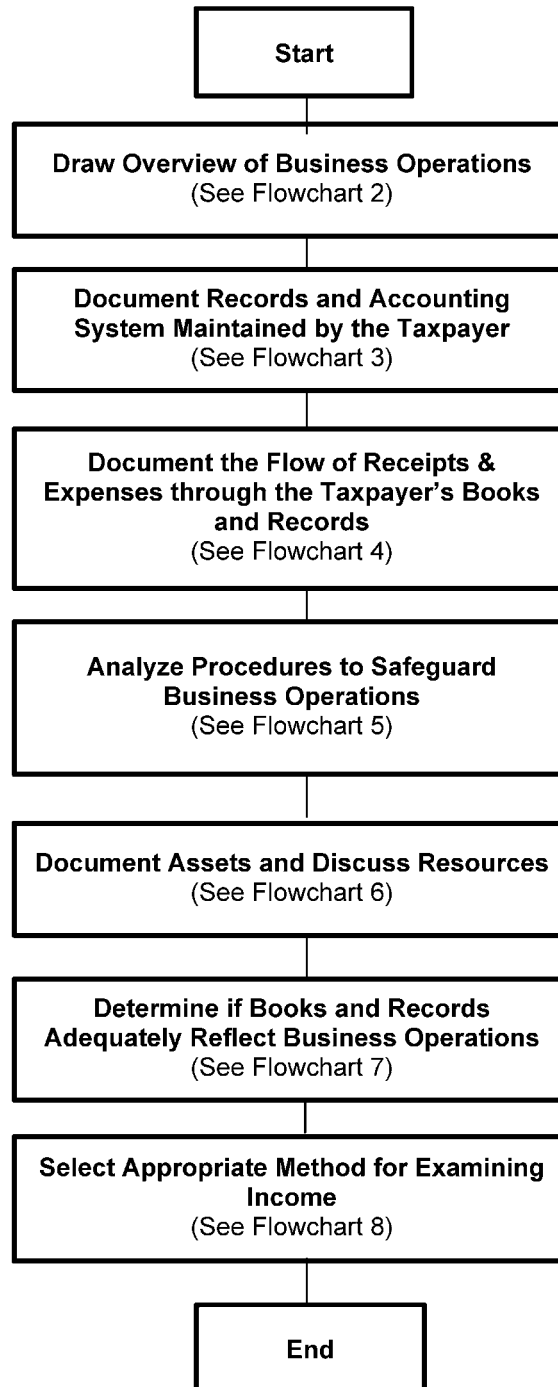 Start
Draw Overview of Business Operations
(See Flowchart 2)
Document Records and Accounting
System Maintained by the Taxpayer
(See Flowchart 3)
Document the Flow of Receipts &
Expenses through the Taxpayer’s Books
and Records
(See Flowchart 4)
Analyze Procedures to Safeguard
Business Operations
(See Flowchart 5)
Document Assets and Discuss Resources
(See Flowchart 6)
Determine if Books and Records
Adequately Reflect Business Operations
(See Flowchart 7)
Select Appropriate Method for Examining
Income
(See Flowchart 8)
End